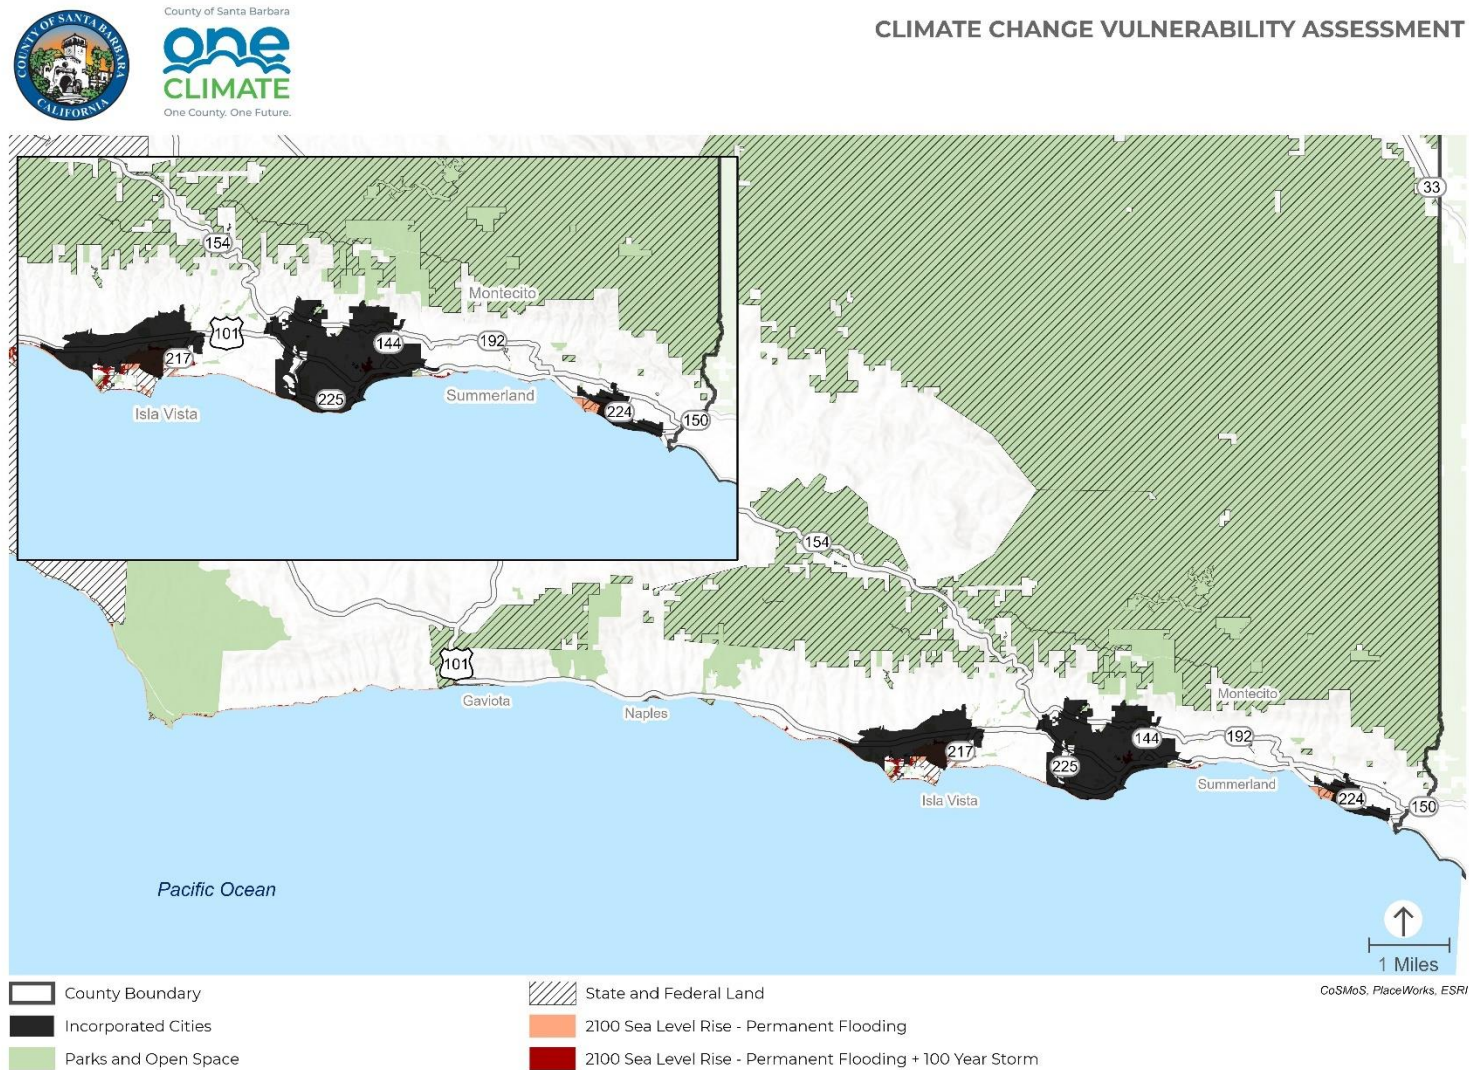 COUNTY OF SANTA BARBARA
CALIFORNIA
County of Santa Barbara
one
CLIMATE
One County. One Future.
CLIMATE CHANGE VULNERABILITY ASSESSMENT
33
154
Montecito
101
192
144
217
225
Summerland
Isla Vista
224
150
154
101
Gaviota
Naples
Montecito
192
144
217
225
Summerland
Isla Vista
224
150
Pacific Ocean
1 Miles
CoSMoS, PlaceWorks, ESRI
County Boundary
Incorporated Cities
Parks and Open Space
State and Federal Land
2100 Sea Level Rise - Permanent Flooding
2100 Sea Level Rise - Permanent Flooding + 100 Year Storm